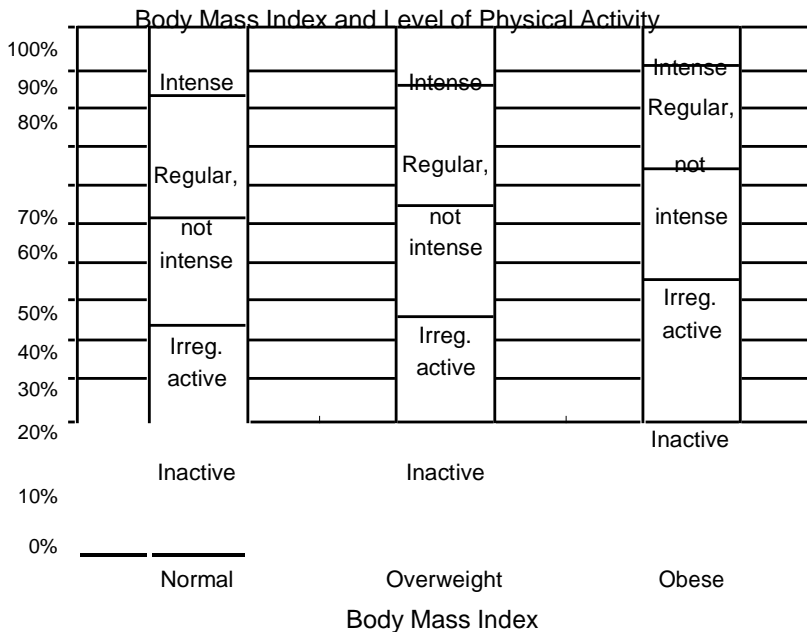 Body Mass Index and Level of Physical Activity
100%
90%
80%
70%
60%
50%
40%
30%
20%
10%
0%
Intense
Regular,
not
intense
Irreg.
active
Inactive
Normal
Intense
Regular,
not
intense
Irreg.
active
Inactive
Overweight
Intense
Regular,
not
intense
Irreg.
active
Inactive
Obese
Body Mass Index